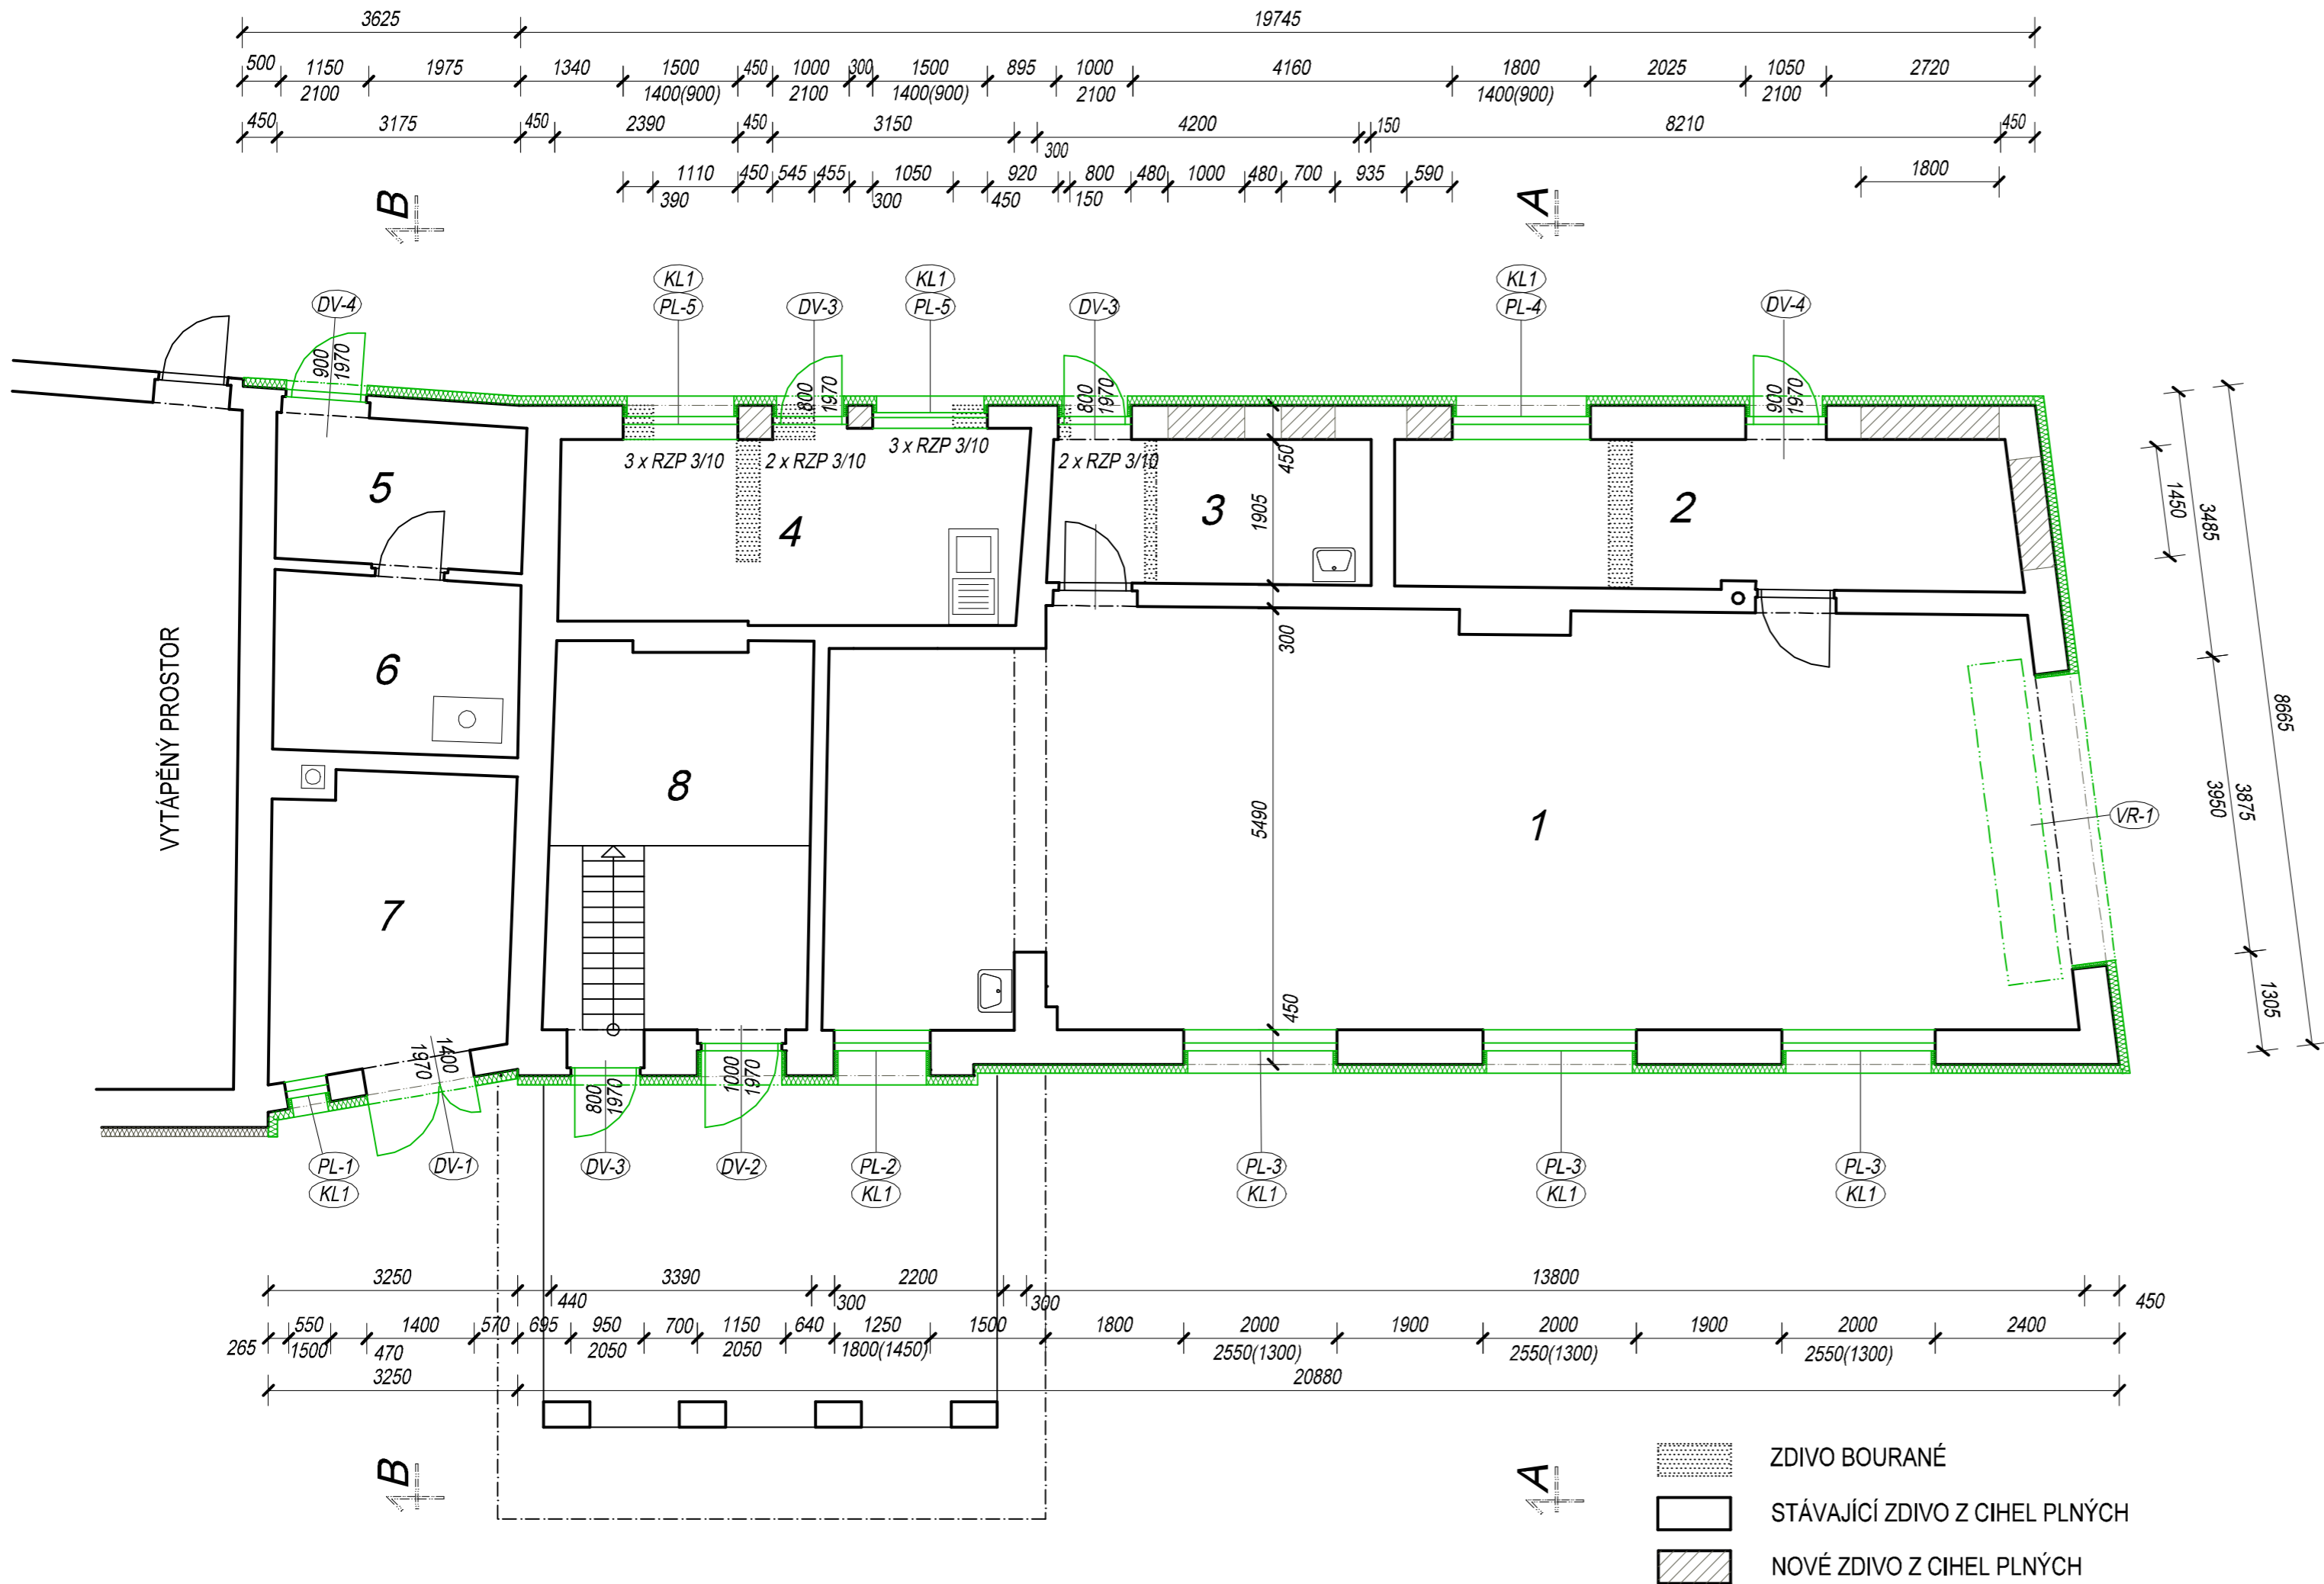 3625 19745
500 1150 1975 1340 1500 450 1000 300 1500 895 1000 4160 1800 2025 1050 2720
2100 1400(900) 2100 1400(900) 2100 1400(900) 2100
450 3175 450 2390 450 3150 4200 150 8210 450
300
1110 450 545 455 1050 920 800 480 1000 480 700 935 590 1800
390 300 450 150
B A
KL1 KL1 KL1
DV-4 PL-5 DV-3 PL-5 DV-3 PL-4 DV-4
900 1970
800 1970
800 1970
900 1970
3 x RZP 3/10 2 x RZP 3/10 3 x RZP 3/10 2 x RZP 3/10
450
1905
300
5490
450
1450
3485
8665
3875
3950
1305
5 4 3 2
6
VYTÁPĚNÝ PROSTOR
8 1
VR-1
7
1400 1970
800 1970
1000 1970
PL-1 DV-1 DV-3 DV-2 PL-2 PL-3 PL-3 PL-3
KL1 KL1 KL1 KL1 KL1
3250 3390 2200 13800
440 300 300 450
550 1400 570 695 950 700 1150 640 1250 1500 1800 2000 1900 2000 1900 2000 2400
265 1500 470 2050 2050 1800(1450) 2550(1300) 2550(1300) 2550(1300)
3250 20880
B A
ZDIVO BOURANÉ
STÁVAJÍCÍ ZDIVO Z CIHEL PLNÝCH
NOVÉ ZDIVO Z CIHEL PLNÝCH